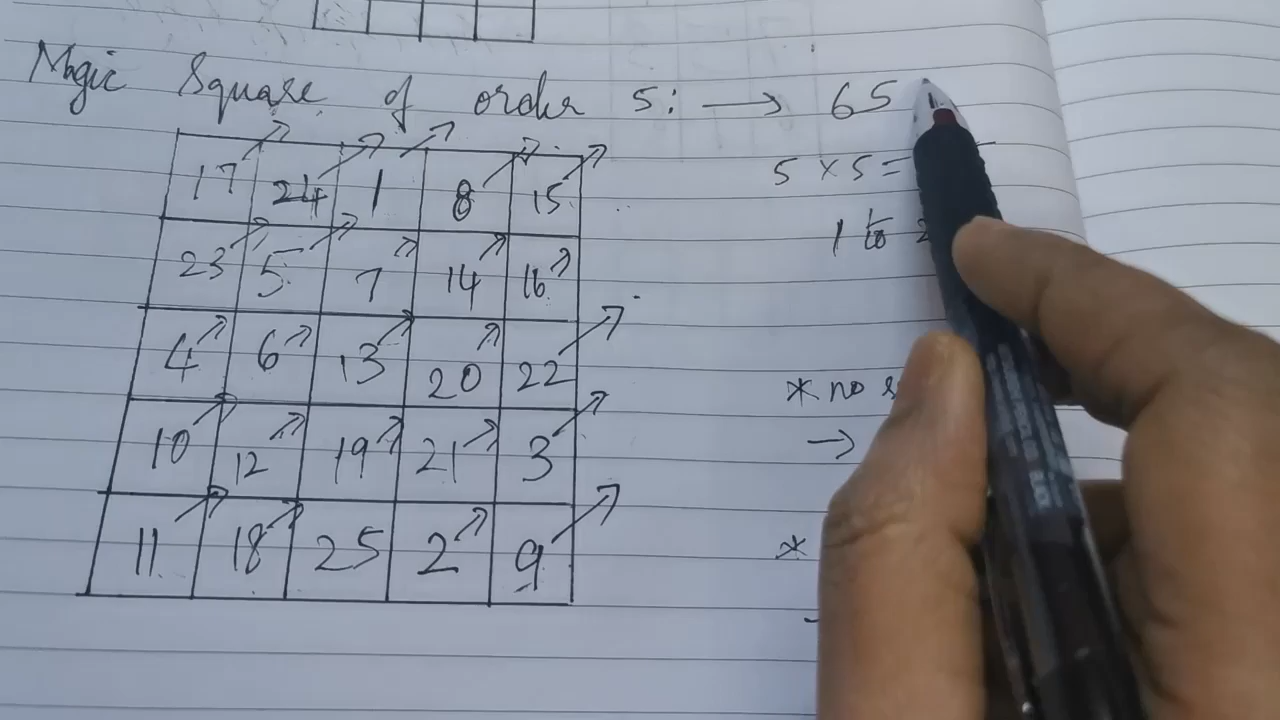 Magic Square of order 5: → 65
5 × 5 =
17 24 1 8 15
1 to
23 5 7 14 16
4 6 13 20 22
* no
→
10 12 19 21 3
11 18 25 2 9
*